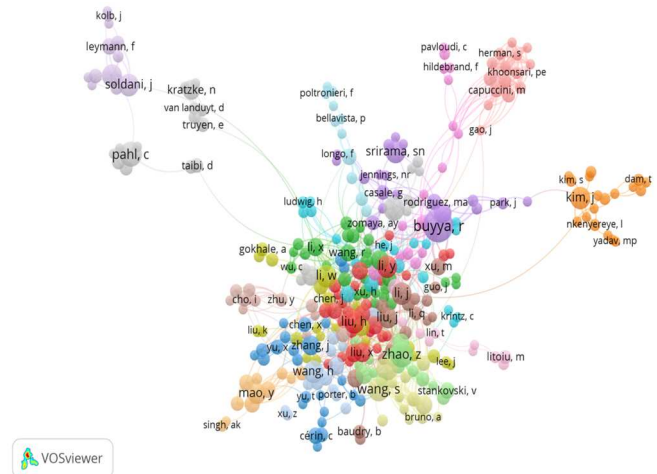 kolb, j
leymann, f
soldani, j
kratzke, n
van landuyt, d
truyen, e
pahl, c
taibi, d
pavloudi, c
herman, s
hildebrand, f
khoonsari, pe
capuccini, m
gao, j
poltronieri, f
bellavista, p
longo, f
srirama, sn
jennings, nr
casale, g
rodriguez, ma
park, j
kim, s
dam, t
kim, j
nkenyereye, l
yadav, mp
ludwig, h
zomaya, ay
buyya, r
gokhale, a
li, x
wang, r
he, j
wu, c
li, w
li, y
xu, m
cho, i
zhu, y
chen, j
xu, h
li, j
guo, j
liu, k
chen, x
liu, h
liu, j
li, q
krintz, c
lin, t
yu, x
zhang, j
liu, x
zhao, z
lee, j
litoiu, m
wang, h
mao, y
yu, t
porter, b
wang, s
stankovski, v
xu, z
bruno, a
singh, ak
cérin, c
baudry, b
VOSviewer